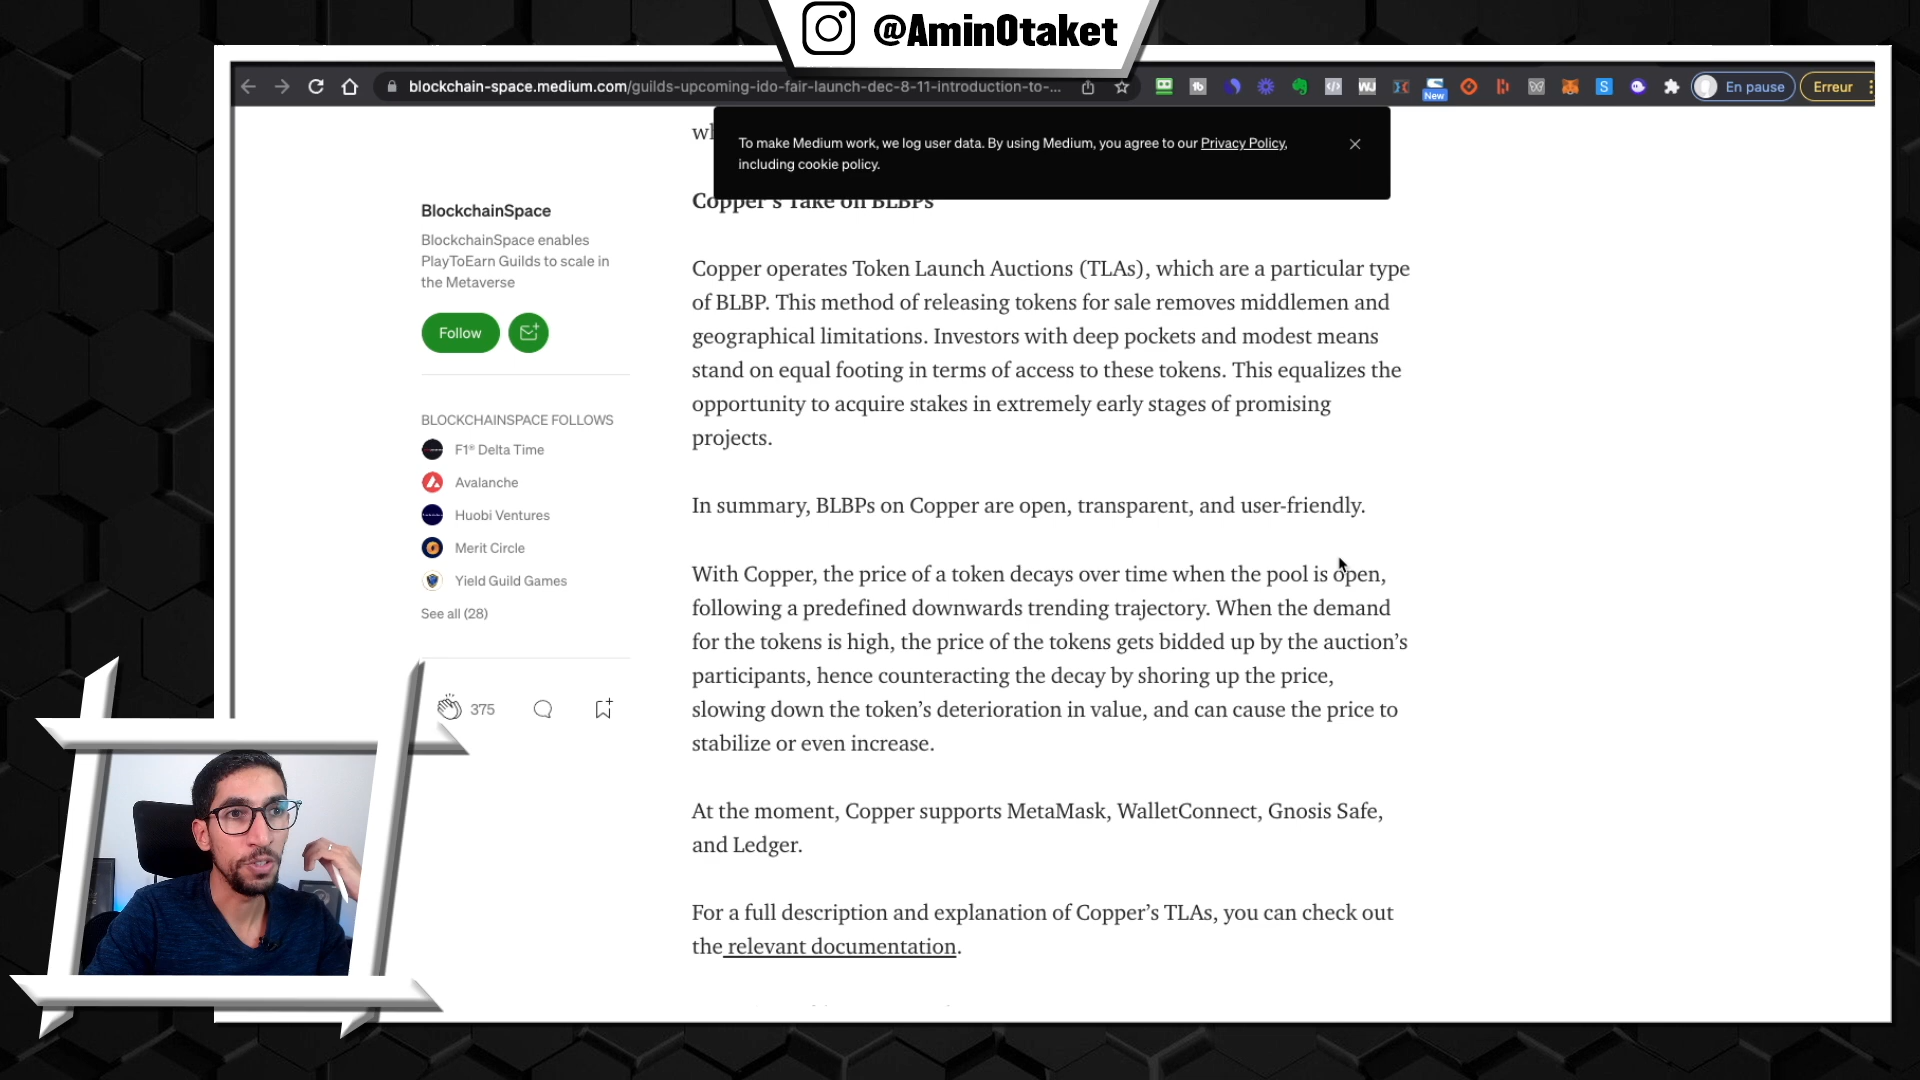 @AminOtaket
blockchain-space.medium.com/guilds-upcoming-ido-fair-launch-dec-8-11-introduction-to-...
New
En pause
Erreur
To make Medium work, we log user data. By using Medium, you agree to our Privacy Policy,
including cookie policy.
BlockchainSpace
BlockchainSpace enables
PlayToEarn Guilds to scale in
the Metaverse
Follow
BLOCKCHAINSPACE FOLLOWS
F1® Delta Time
Avalanche
Huobi Ventures
Merit Circle
Yield Guild Games
See all (28)
375
Copper's Take on BLBPs
Copper operates Token Launch Auctions (TLAs), which are a particular type
of BLBP. This method of releasing tokens for sale removes middlemen and
geographical limitations. Investors with deep pockets and modest means
stand on equal footing in terms of access to these tokens. This equalizes the
opportunity to acquire stakes in extremely early stages of promising
projects.
In summary, BLBPs on Copper are open, transparent, and user-friendly.
With Copper, the price of a token decays over time when the pool is open,
following a predefined downwards trending trajectory. When the demand
for the tokens is high, the price of the tokens gets bidded up by the auction's
participants, hence counteracting the decay by shoring up the price,
slowing down the token's deterioration in value, and can cause the price to
stabilize or even increase.
At the moment, Copper supports MetaMask, WalletConnect, Gnosis Safe,
and Ledger.
For a full description and explanation of Copper's TLAs, you can check out
the relevant documentation.